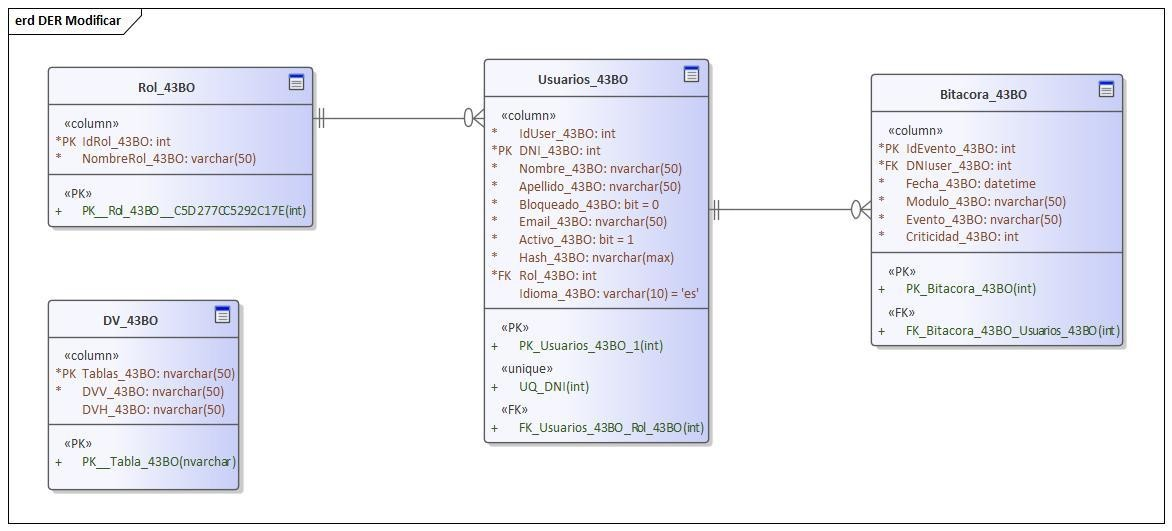 erd DER Modificar
Rol_43BO
«column»
*PK IdRol_43BO: int
* NombreRol_43BO: varchar(50)
«PK»
+ PK__Rol_43BO__C5D277CC5292C17E(int)
Usuarios_43BO
«column»
* IdUser_43BO: int
*PK DNI_43BO: int
* Nombre_43BO: nvarchar(50)
* Apellido_43BO: nvarchar(50)
* Bloqueado_43BO: bit = 0
* Email_43BO: nvarchar(50)
* Activo_43BO: bit = 1
* Hash_43BO: nvarchar(max)
*FK Rol_43BO: int
Idioma_43BO: varchar(10) = 'es'
«PK»
+ PK_Usuarios_43BO_1(int)
«unique»
+ UQ_DNI(int)
«FK»
+ FK_Usuarios_43BO_Rol_43BO(int)
Bitacora_43BO
«column»
*PK IdEvento_43BO: int
*FK DNIuser_43BO: int
* Fecha_43BO: datetime
* Modulo_43BO: nvarchar(50)
* Evento_43BO: nvarchar(50)
* Criticidad_43BO: int
«PK»
+ PK_Bitacora_43BO(int)
«FK»
+ FK_Bitacora_43BO_Usuarios_43BO(int)
DV_43BO
«column»
*PK Tablas_43BO: nvarchar(50)
* DVV_43BO: nvarchar(50)
DVH_43BO: nvarchar(50)
«PK»
+ PK__Tabla_43BO(nvarchar)